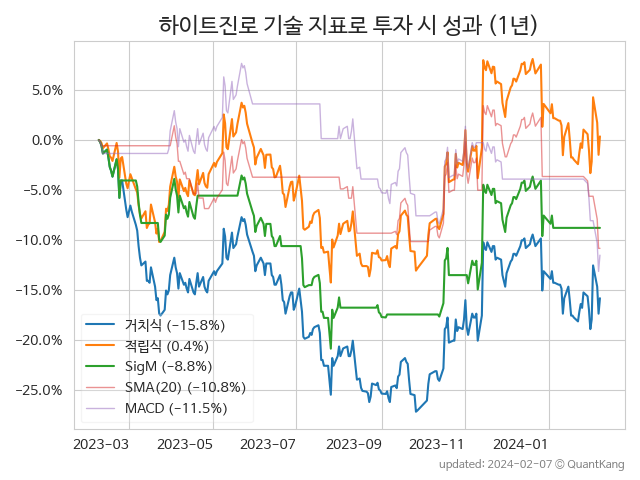 하이트진로 기술 지표로 투자 시 성과 (1년)
5.0%
0.0%
−5.0%
−10.0%
−15.0%
−20.0%
−25.0%
거치식 (−15.8%)
적립식 (0.4%)
SigM (−8.8%)
SMA(20) (−10.8%)
MACD (−11.5%)
2023−03 2023−05 2023−07 2023−09 2023−11 2024−01
updated: 2024-02-07 © QuantKang